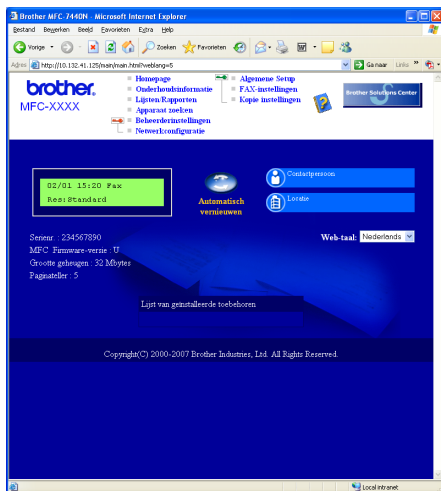 Brother MFC-7440N - Microsoft Internet Explorer
Bestand Bewerken Beeld Favorieten Extra Help
Vorige Zoeken Favorieten
Adres http://10.132.41.125/main/main.html?weblang=5 Ga naar Links »
brother.
MFC-XXXX
Homepage
Onderhoudsinformatie
Lijsten/Rapporten
Apparaat zoeken
Beheerderinstellingen
Netwerkconfiguratie
Algemene Setup
FAX-instellingen
Kopie instellingen
Brother Solutions Center
02/01 15:20 Fax
Res:Standard
Automatisch
vernieuwen
Contactpersoon
Locatie
Serienr. : 234567890
MFC Firmware-versie : U
Grootte geheugen : 32 Mbytes
Paginateller : 5
Web-taal: Nederlands
Lijst van geïnstalleerde toebehoren
Copyright(C) 2000-2007 Brother Industries, Ltd. All Rights Reserved.
Local intranet